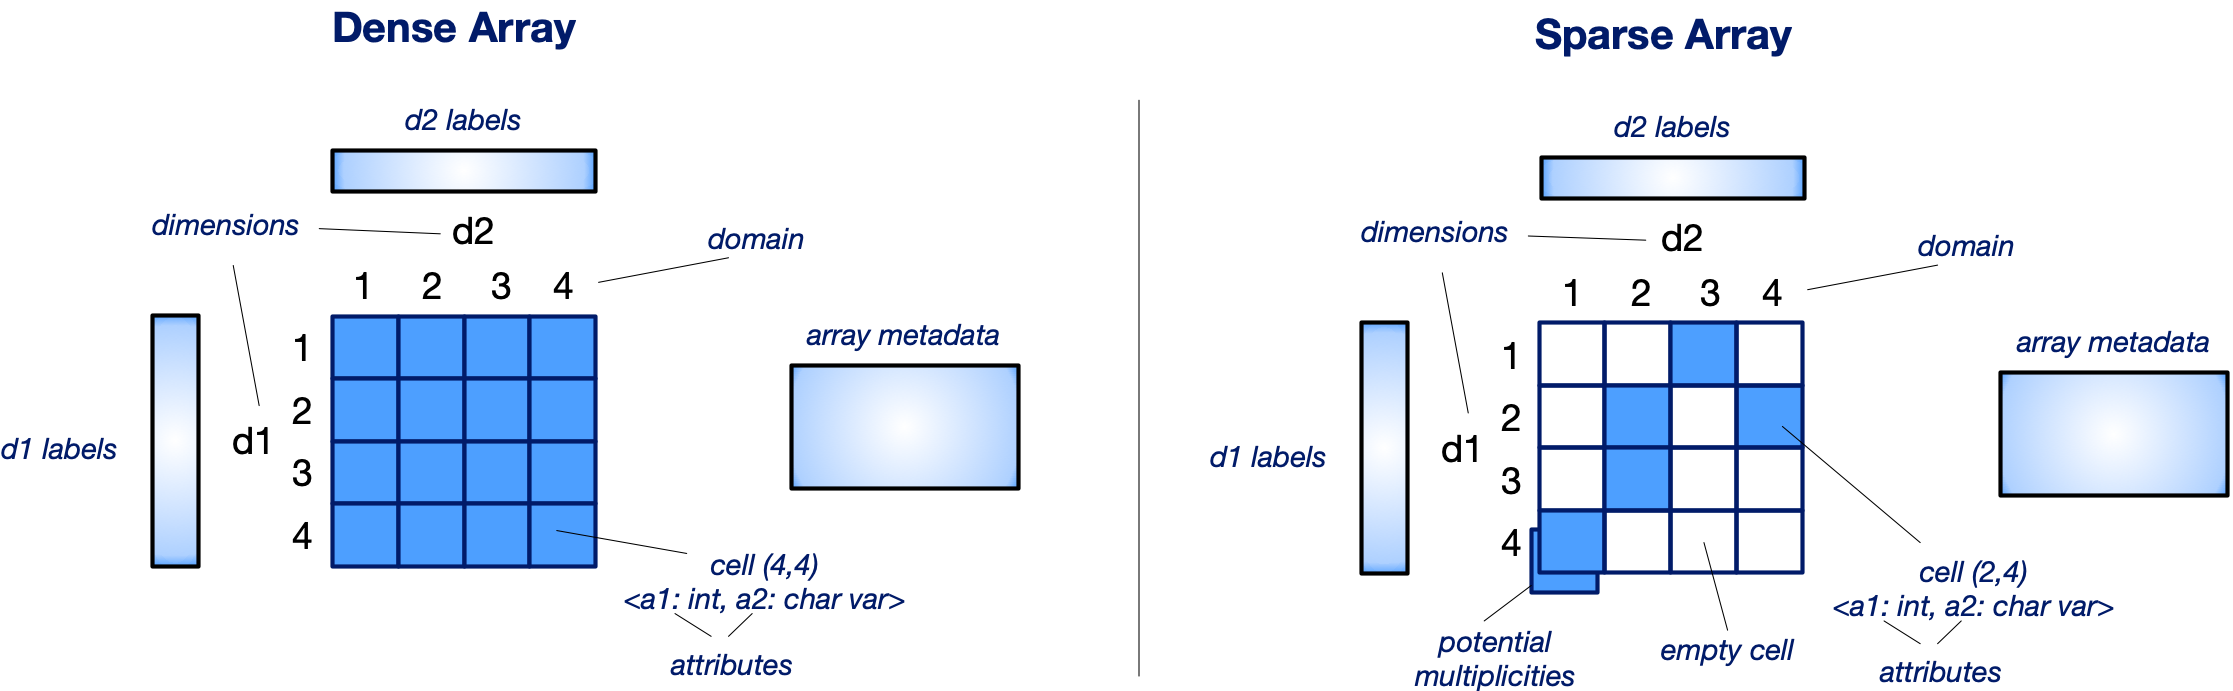 Dense Array
d2 labels
dimensions
d2
domain
1 2 3 4
array metadata
1
2
d1
d1 labels
3
4
cell (4,4)
<a1: int, a2: char var>
attributes
Sparse Array
d2 labels
dimensions
d2
domain
1 2 3 4
array metadata
1
2
d1
d1 labels
3
4
cell (2,4)
<a1: int, a2: char var>
potential
multiplicities
empty cell
attributes